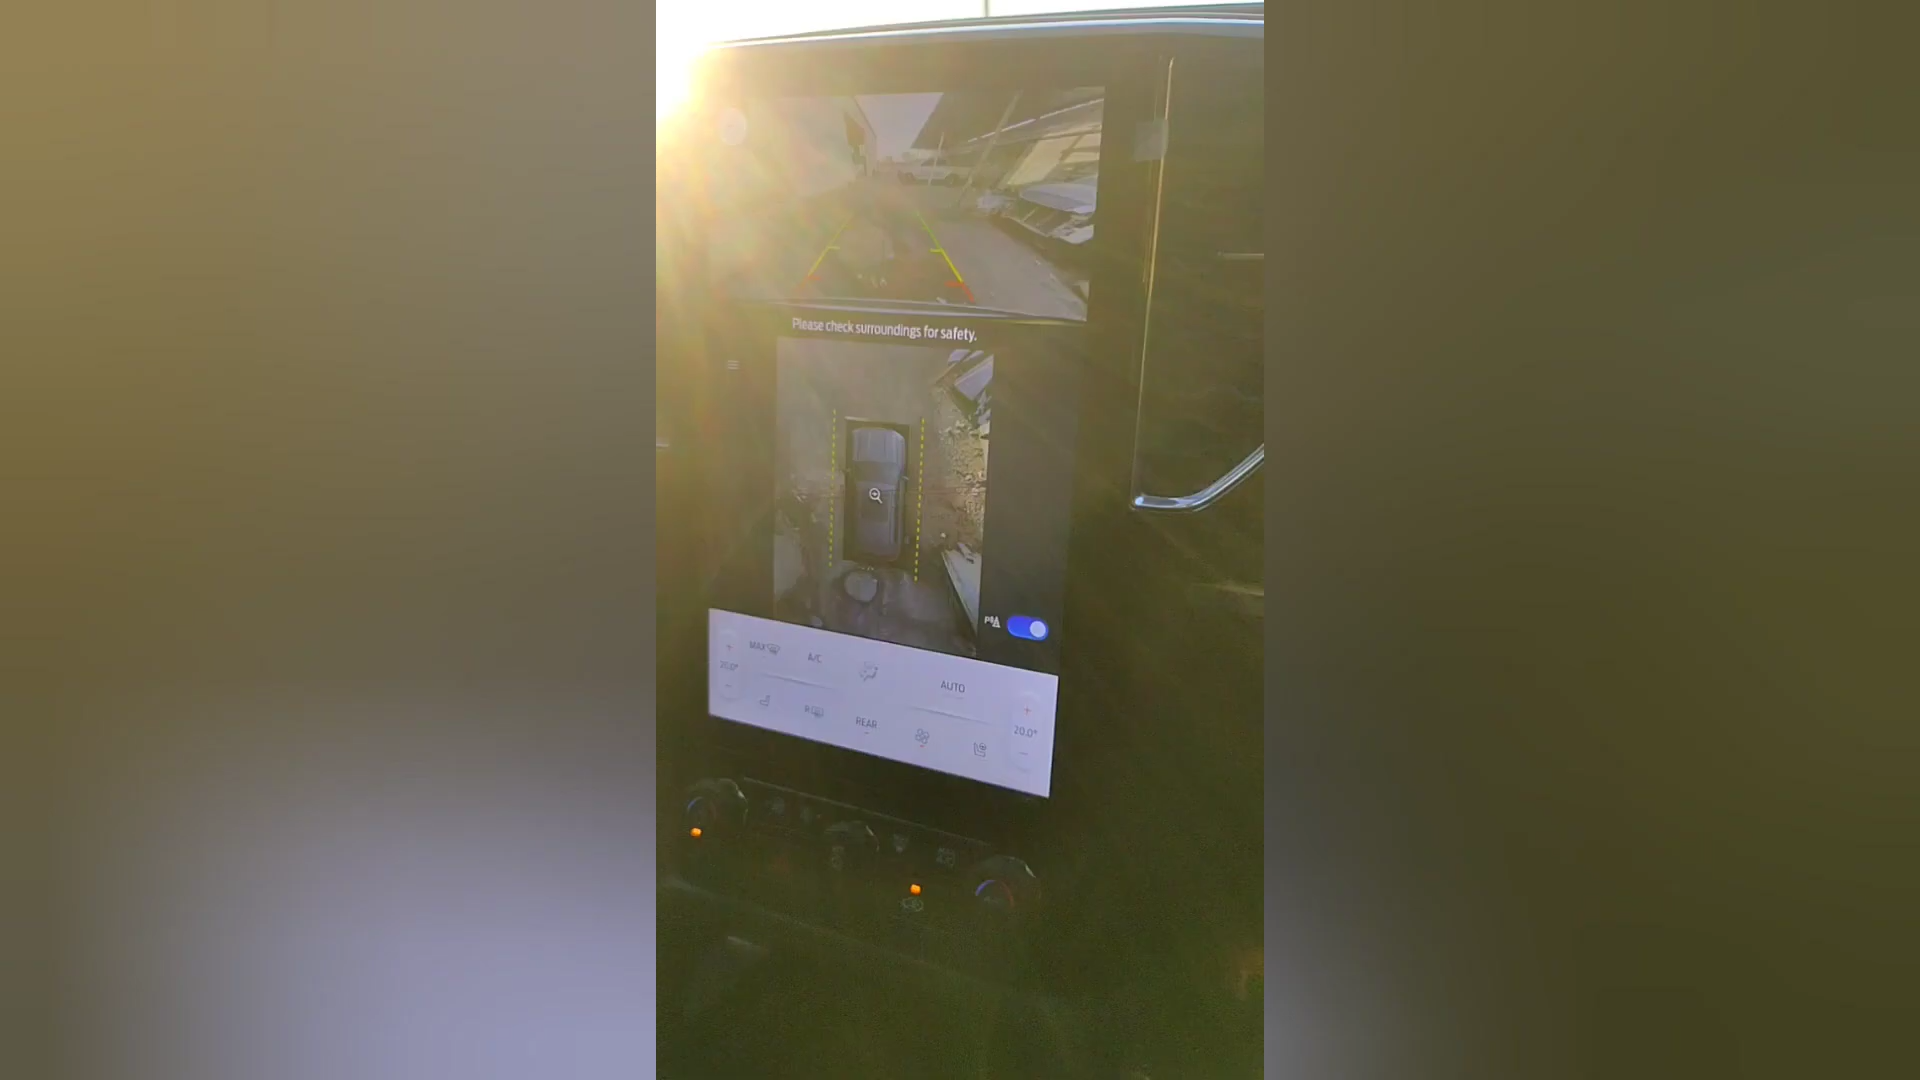 Please check surroundings for safety.
MAX
A/C
AUTO
20.0°
REAR
20.0°